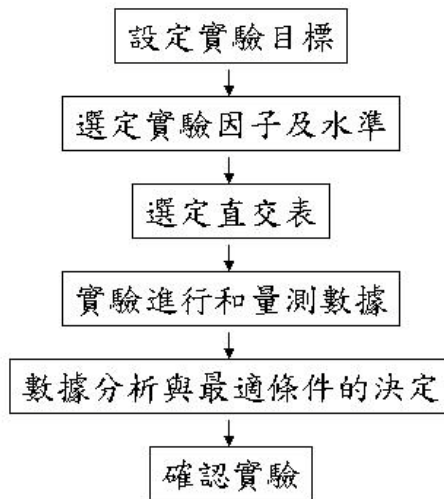 設定實驗目標
選定實驗因子及水準
選定直交表
實驗進行和量測數據
數據分析與最適條件的決定
確認實驗